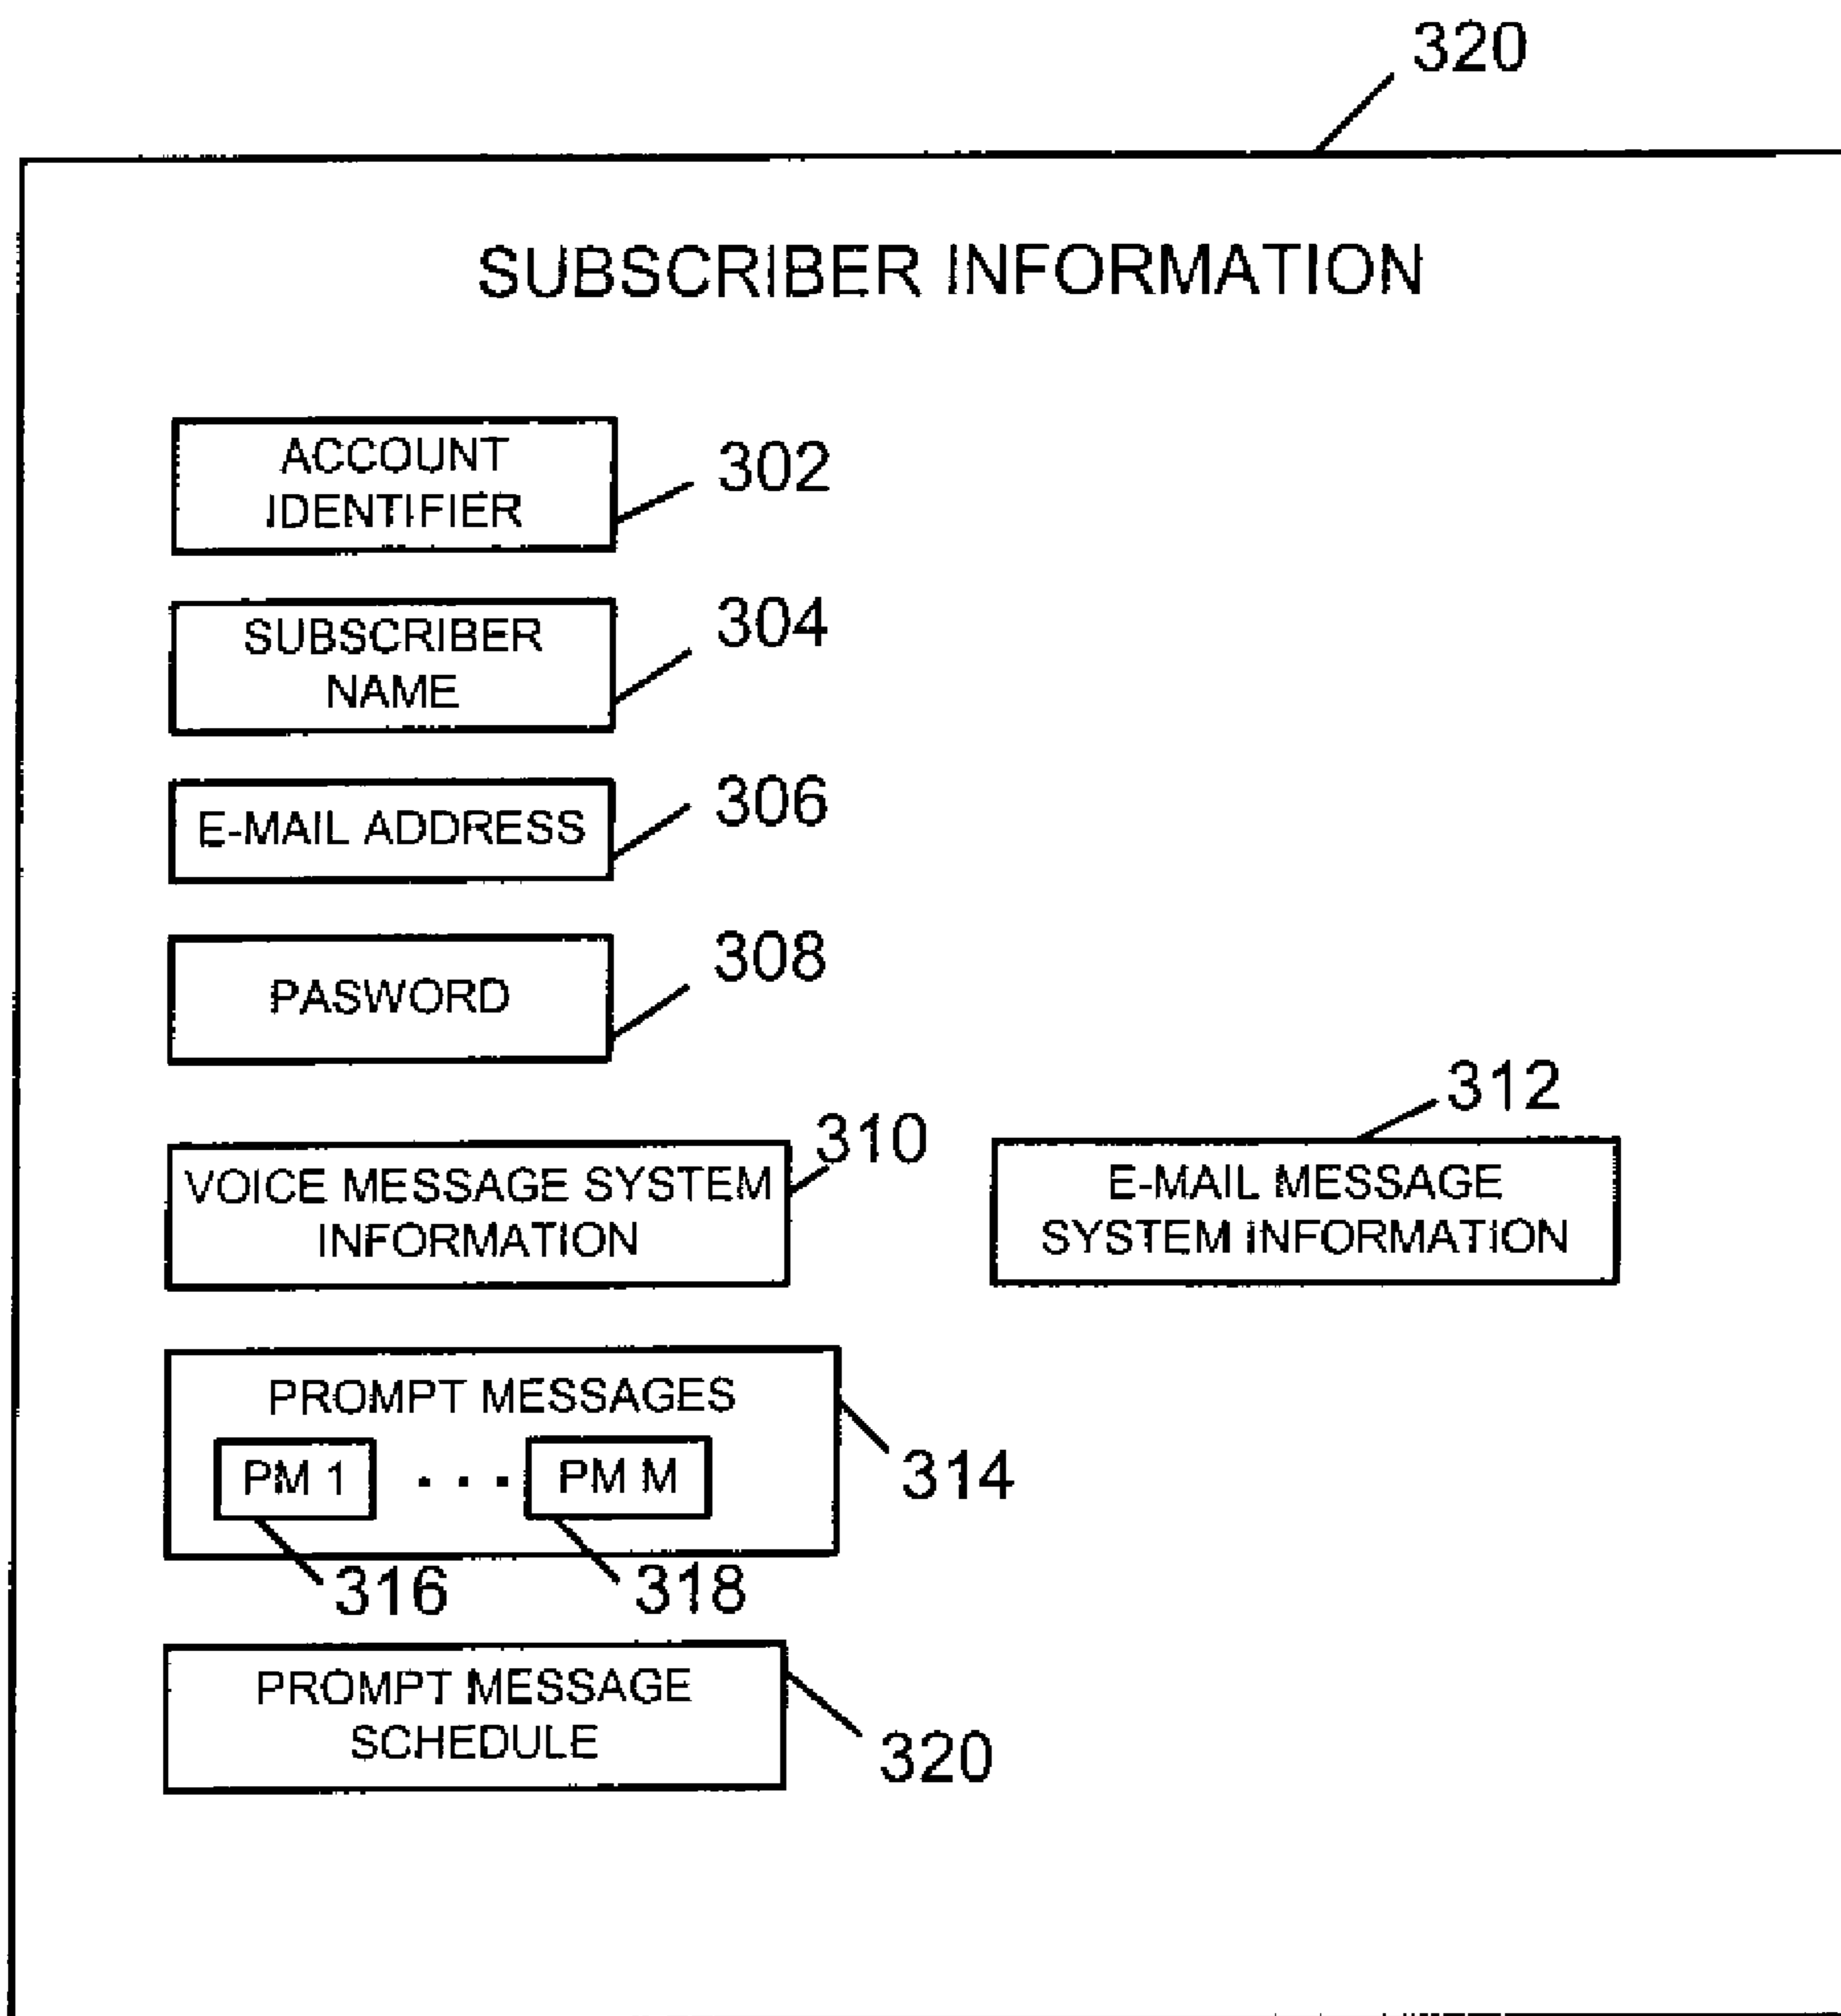 320
SUBSCRIBER INFORMATION
ACCOUNT
IDENTIFIER
302
SUBSCRIBER
NAME
304
E-MAIL ADDRESS
306
PASWORD
308
VOICE MESSAGE SYSTEM
INFORMATION
310
E-MAIL MESSAGE
SYSTEM INFORMATION
312
PROMPT MESSAGES
PM 1 . . . PM M
314
316
318
PROMPT MESSAGE
SCHEDULE
320